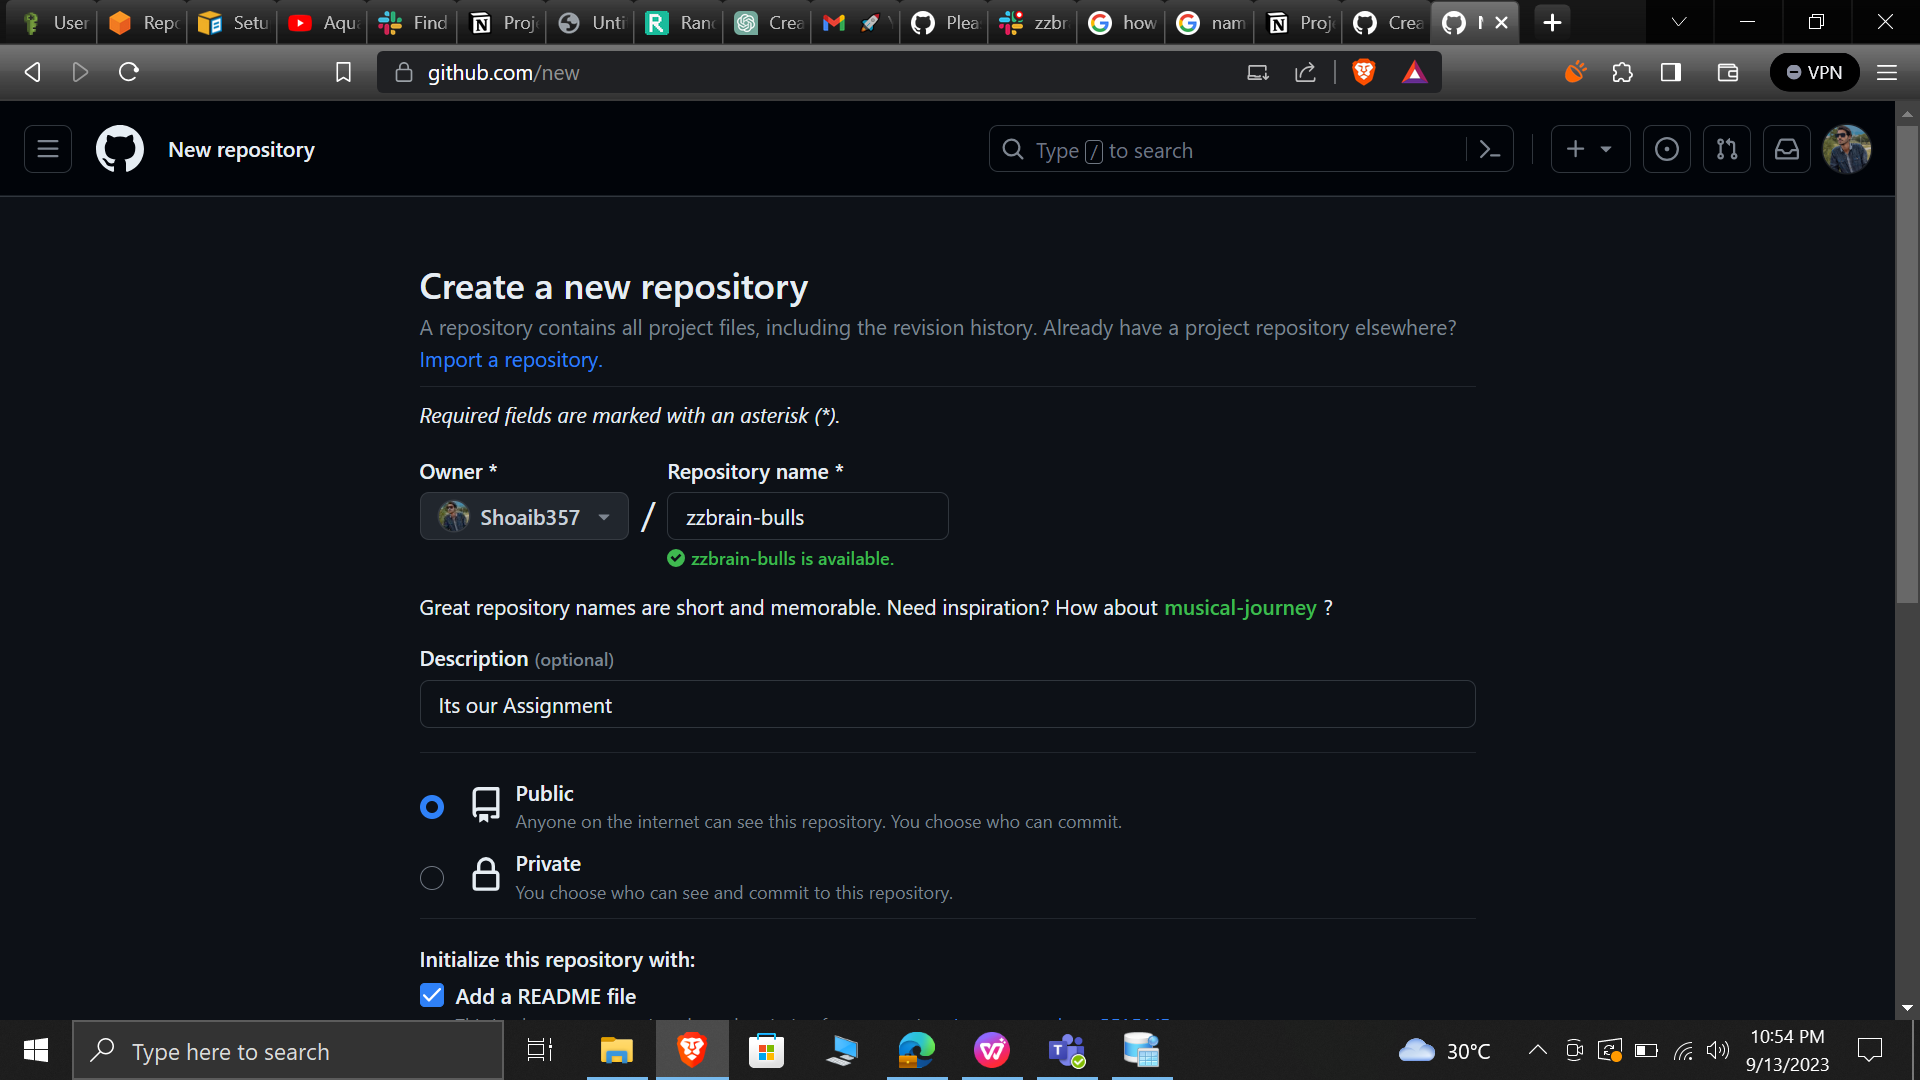 User
Repo
Setu
Aqua
Find
Proje
Unti
Ranc
Crea
Plea
zzbra
how
nam
Proje
Crea
github.com/new
VPN
New repository
Type / to search
Create a new repository
A repository contains all project files, including the revision history. Already have a project repository elsewhere?
Import a repository.
Required fields are marked with an asterisk (*).
Owner * Repository name *
Shoaib357 / zzbrain-bulls
zzbrain-bulls is available.
Great repository names are short and memorable. Need inspiration? How about musical-journey ?
Description (optional)
Its our Assignment
Public
Anyone on the internet can see this repository. You choose who can commit.
Private
You choose who can see and commit to this repository.
Initialize this repository with:
Add a README file
Type here to search
30°C
10:54 PM
9/13/2023